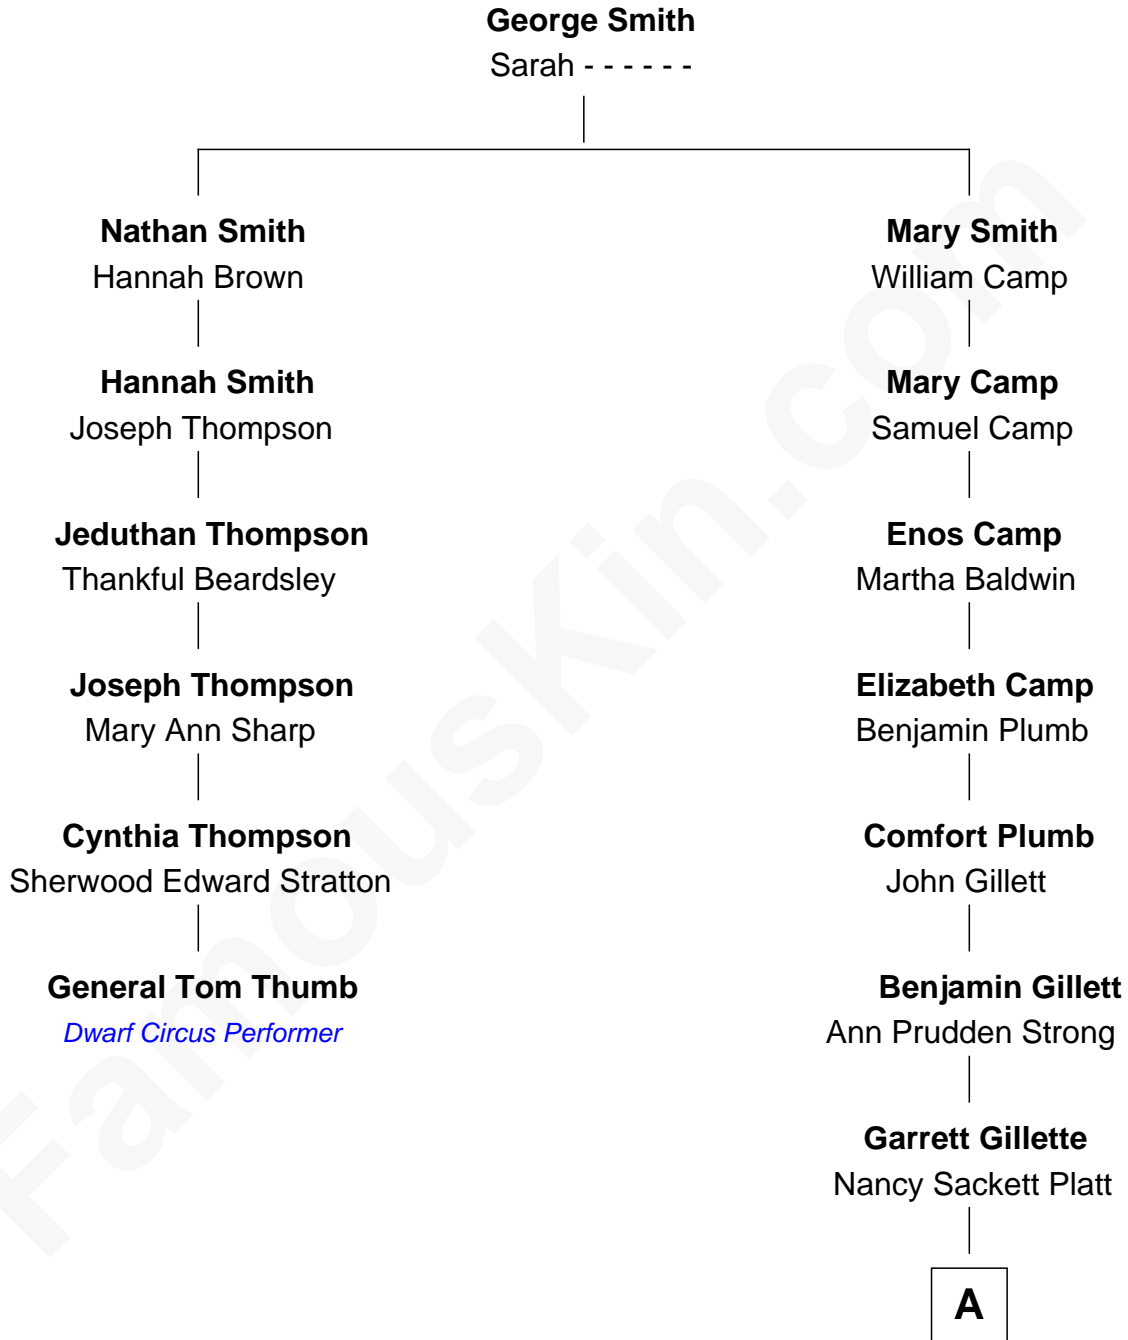 George Smith
Sarah - - - - - -
Nathan Smith
Hannah Brown
Mary Smith
William Camp
Hannah Smith
Joseph Thompson
Mary Camp
Samuel Camp
Jeduthan Thompson
Thankful Beardsley
Enos Camp
Martha Baldwin
Joseph Thompson
Mary Ann Sharp
Elizabeth Camp
Benjamin Plumb
Cynthia Thompson
Sherwood Edward Stratton
Comfort Plumb
John Gillett
General Tom Thumb
Dwarf Circus Performer
Benjamin Gillett
Ann Prudden Strong
Garrett Gillette
Nancy Sackett Platt
A
FamousKin.com